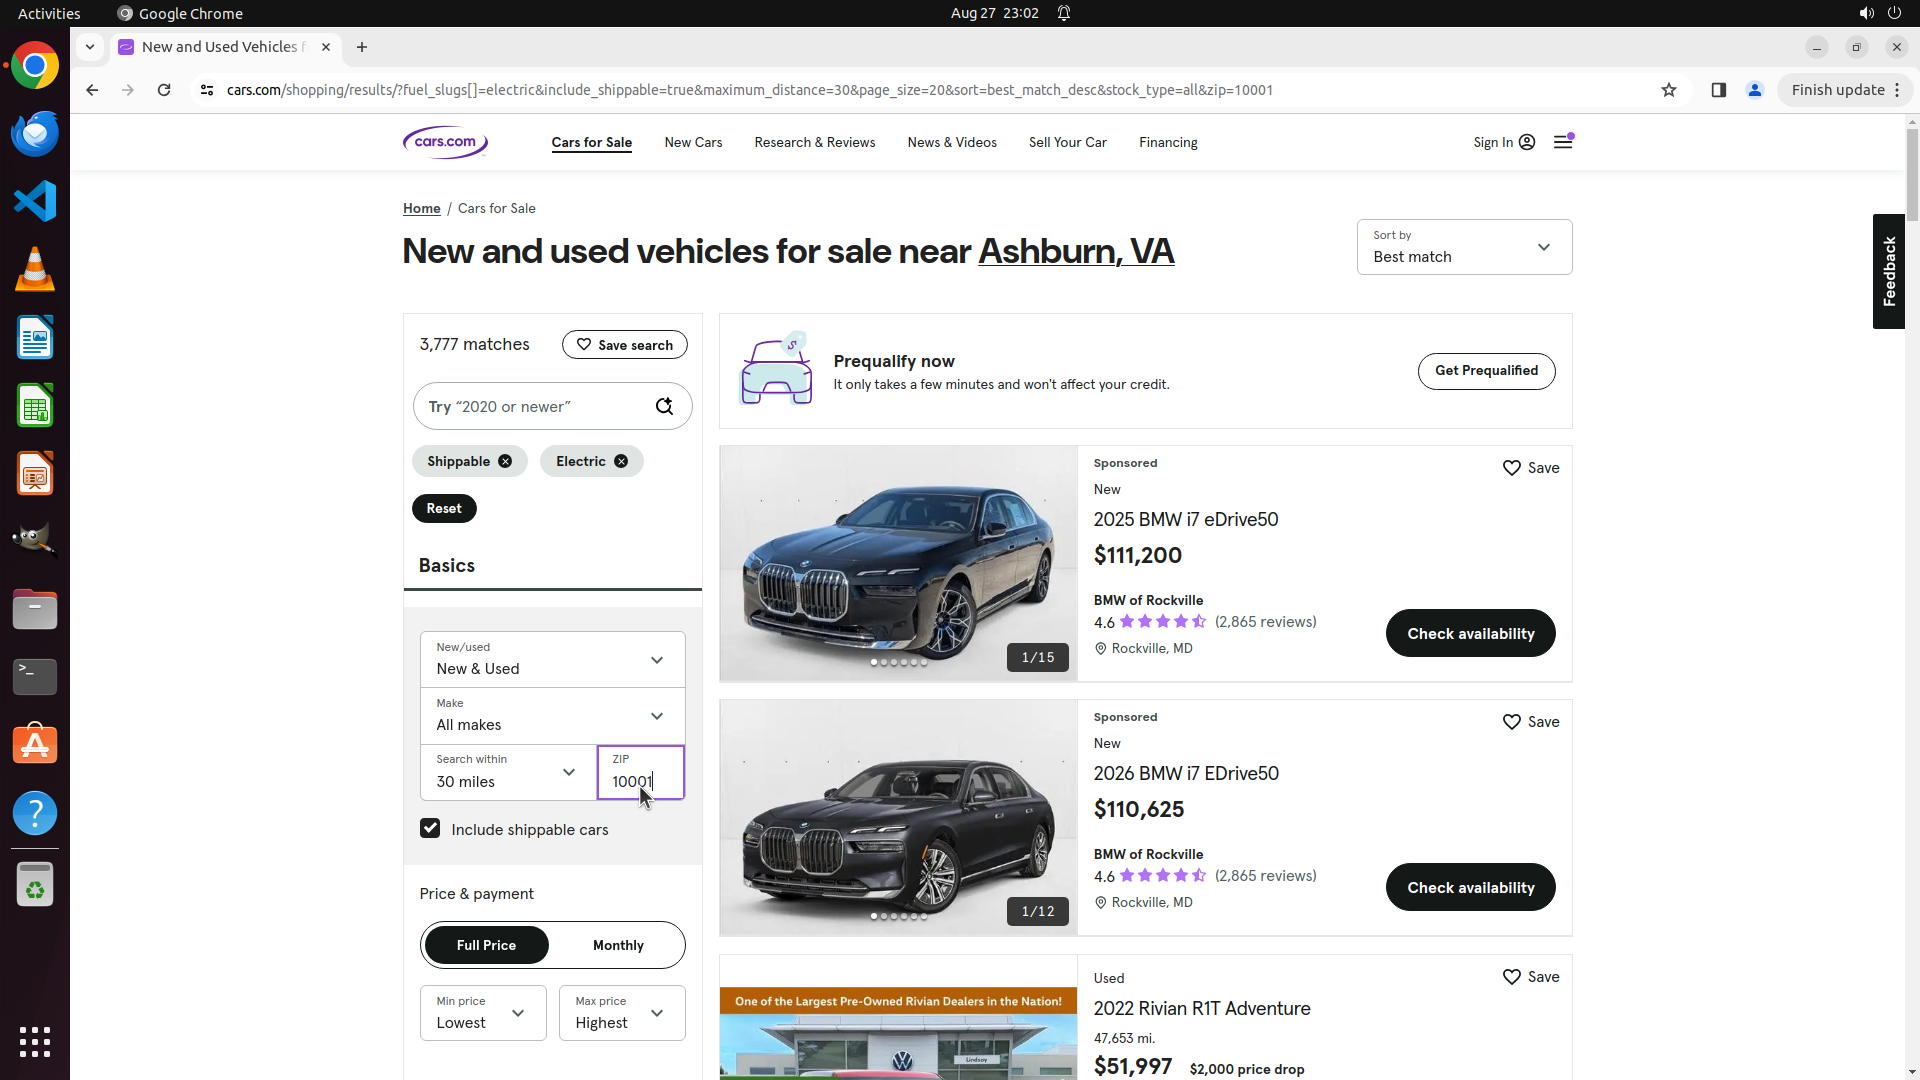 Activities
Google Chrome
Aug 27 23:02
New and Used Vehicles f
cars.com/shopping/results/?fuel_slugs[]=electric&include_shippable=true&maximum_distance=30&page_size=20&sort=best_match_desc&stock_type=all&zip=10001
Finish update
cars.com
Cars for Sale
New Cars
Research & Reviews
News & Videos
Sell Your Car
Financing
Sign In
Home / Cars for Sale
New and used vehicles for sale near Ashburn, VA
Sort by
Best match
Feedback
3,777 matches
Save search
Try “2020 or newer”
Shippable
Electric
Reset
Basics
New/used
New & Used
Make
All makes
Search within
30 miles
ZIP
10001
Include shippable cars
Price & payment
Full Price
Monthly
Min price
Lowest
Max price
Highest
Prequalify now
It only takes a few minutes and won't affect your credit.
Get Prequalified
1/15
Sponsored
Save
New
2025 BMW i7 eDrive50
$111,200
BMW of Rockville
4.6 (2,865 reviews)
Rockville, MD
Check availability
1/12
Sponsored
Save
New
2026 BMW i7 EDrive50
$110,625
BMW of Rockville
4.6 (2,865 reviews)
Rockville, MD
Check availability
One of the Largest Pre-Owned Rivian Dealers in the Nation!
Lindsay
Used
Save
2022 Rivian R1T Adventure
47,653 mi.
$51,997 $2,000 price drop